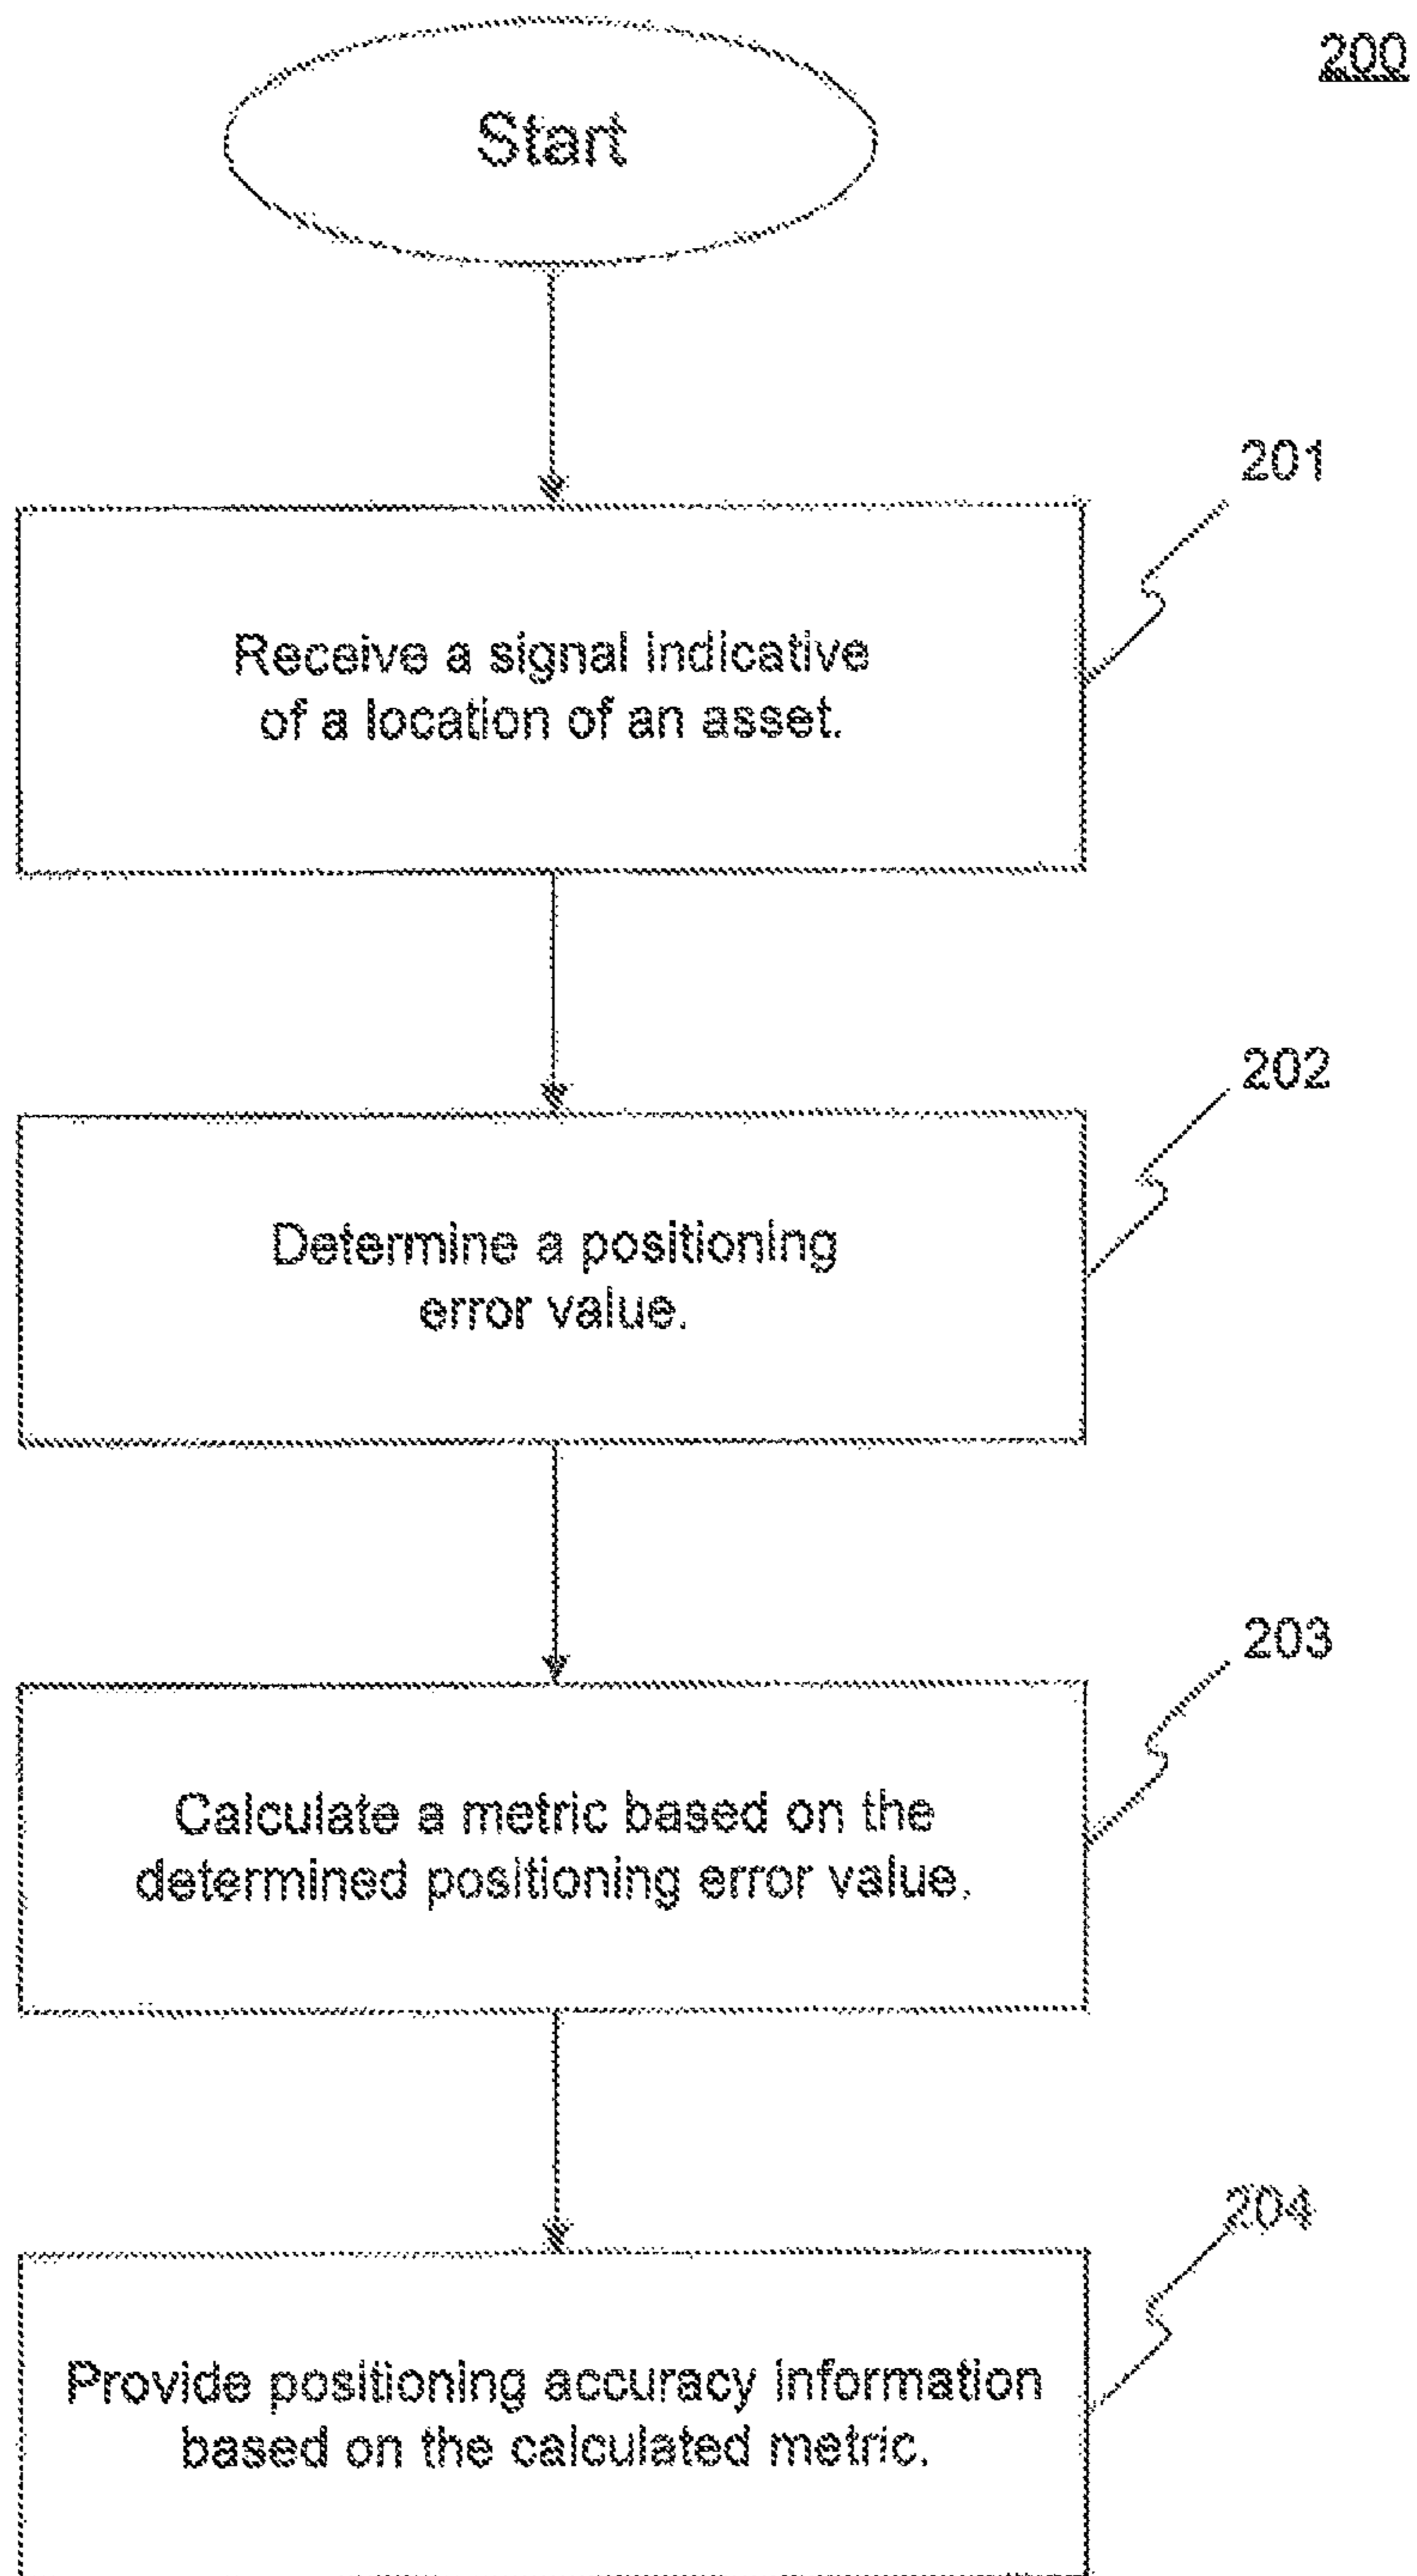 200
Start
201
Receive a signal indicative
of a location of an asset.
202
Determine a positioning
error value.
203
Calculate a metric based on the
determined positioning error value.
204
Provide positioning accuracy information
based on the calculated metric.